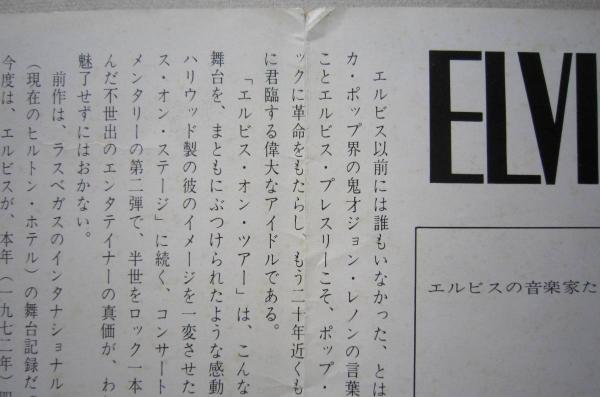 ELVI
エルビスの音楽家た
エルビス以前には誰もいなかった、とは
カ・ポップ界の鬼才ジョン・レノンの言葉
ことエルビス・プレスリーこそ、ポップ・
ックに革命をもたらし、もう二十年近くも
に君臨する偉大なアイドルである。
「エルビス・オン・ツアー」は、こんな
舞台を、まともにぶつけられたような感動
ハリウッド製の彼のイメージを一変させた
ス・オン・ステージ」に続く、コンサート
メンタリーの第二弾で、半世をロック一本
んだ不世出のエンタテイナーの真価が、わ
魅了せずにはおかない。
前作は、ラスベガスのインタナショナル
（現在のヒルトン・ホテル）の舞台記録だ
今度は、エルビスが、本年（一九七二年）